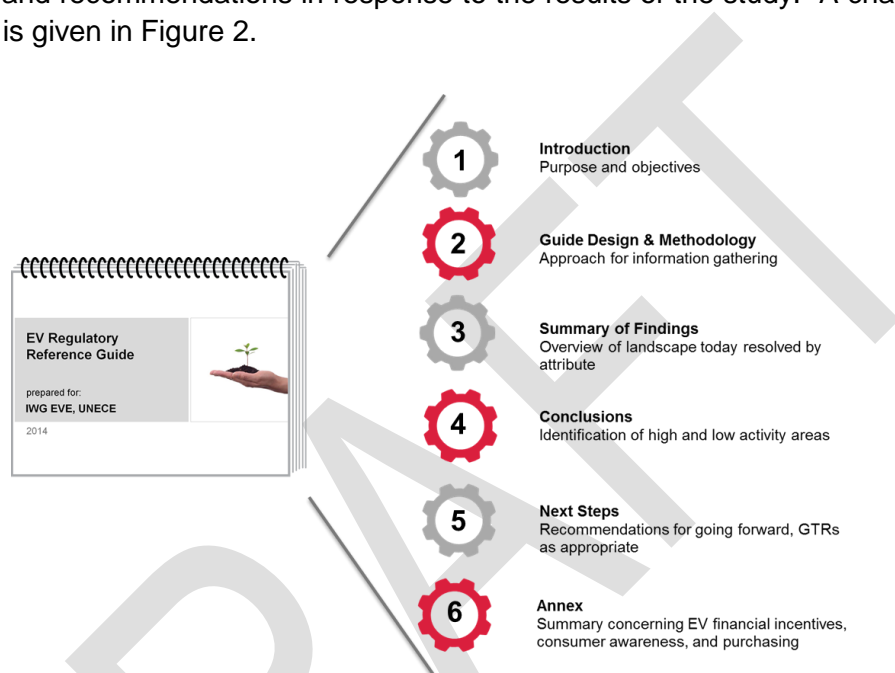 and recommendations in response to the results of the study. A cha
is given in Figure 2.
1
Introduction
Purpose and objectives
2
Guide Design & Methodology
Approach for information gathering
3
Summary of Findings
Overview of landscape today resolved by
attribute
EV Regulatory
Reference Guide
prepared for:
IWG EVE, UNECE
2014
4
Conclusions
Identification of high and low activity areas
5
Next Steps
Recommendations for going forward, GTRs
as appropriate
6
Annex
Summary concerning EV financial incentives,
consumer awareness, and purchasing
DRAFT